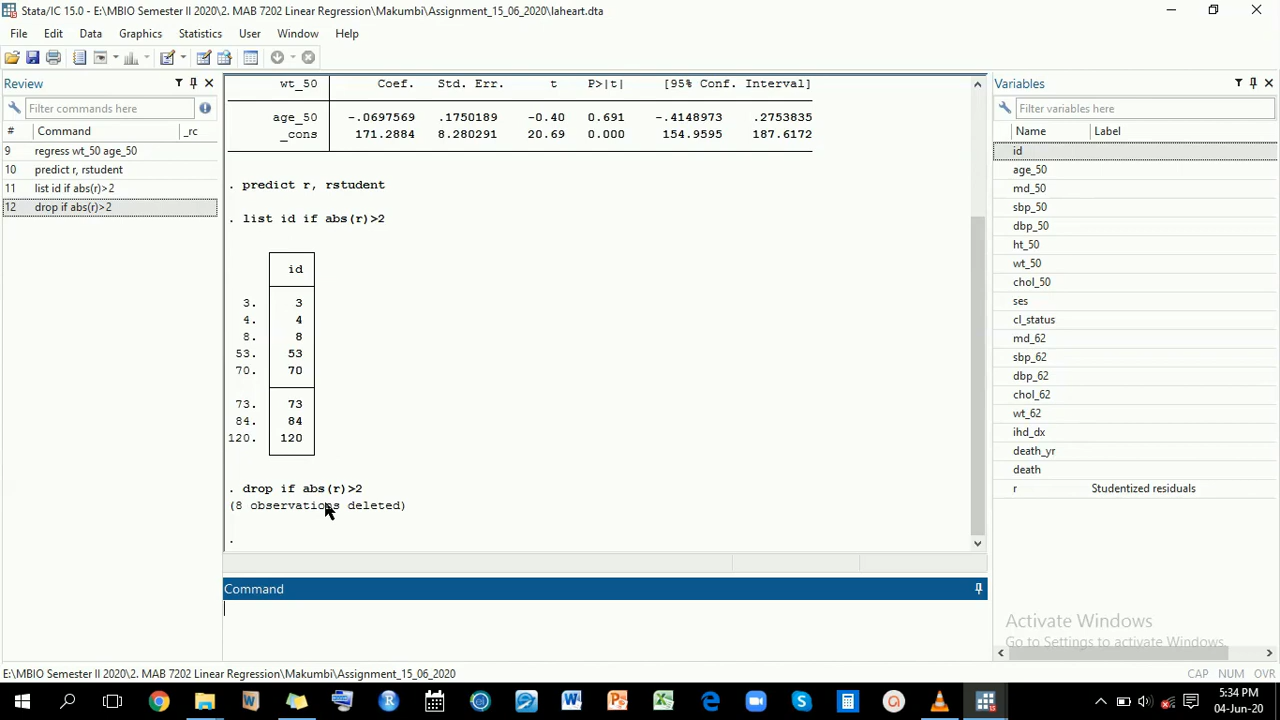 Stata/IC 15.0 - E:\MBIO Semester II 2020\2. MAB 7202 Linear Regression\Makumbi\Assignment_15_06_2020\laheart.dta
File Edit Data Graphics Statistics User Window Help
Review
Filter commands here
# Command _rc
9 regress wt_50 age_50
10 predict r, rstudent
11 list id if abs(r)>2
12 drop if abs(r)>2
wt_50 Coef. Std. Err. t P>|t| [95% Conf. Interval]
age_50 -.0697569 .1750189 -0.40 0.691 -.4148973 .2753835
_cons 171.2884 8.280291 20.69 0.000 154.9595 187.6172
. predict r, rstudent
. list id if abs(r)>2
id
3. 3
4. 4
8. 8
53. 53
70. 70
73. 73
84. 84
120. 120
. drop if abs(r)>2
(8 observations deleted)
.
Command
Variables
Filter variables here
Name Label
id
age_50
md_50
sbp_50
dbp_50
ht_50
wt_50
chol_50
ses
cl_status
md_62
sbp_62
dbp_62
chol_62
wt_62
ihd_dx
death_yr
death
r Studentized residuals
Activate Windows
Go to Settings to activate Windows.
E:\MBIO Semester II 2020\2. MAB 7202 Linear Regression\Makumbi\Assignment_15_06_2020
CAP NUM OVR
5:34 PM
04-Jun-20